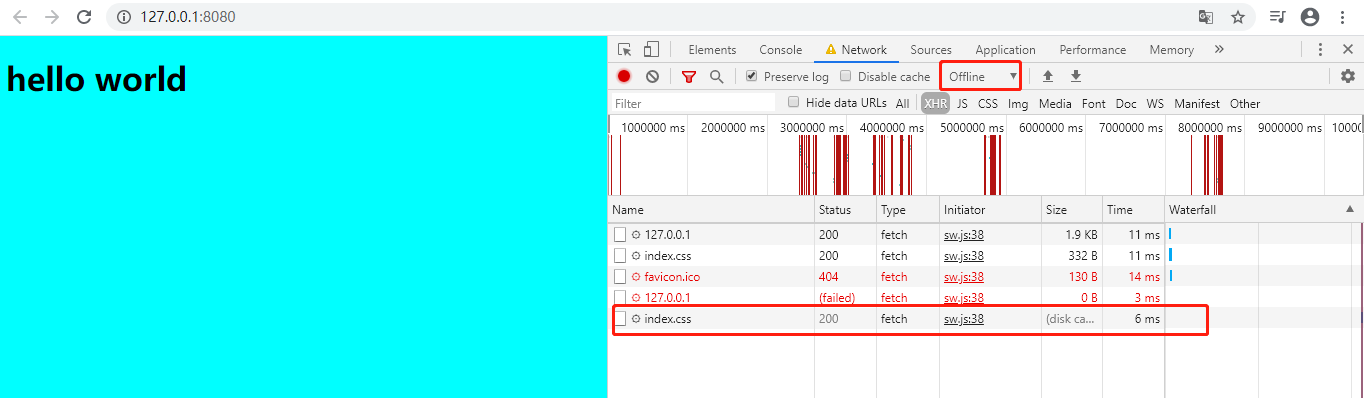 127.0.0.1:8080
hello world
Elements Console Network Sources Application Performance Memory »
Preserve log Disable cache Offline
Filter Hide data URLs All XHR JS CSS Img Media Font Doc WS Manifest Other
1000000 ms 2000000 ms 3000000 ms 4000000 ms 5000000 ms 6000000 ms 7000000 ms 8000000 ms 9000000 ms 10000
Name Status Type Initiator Size Time Waterfall
127.0.0.1 200 fetch sw.js:38 1.9 KB 11 ms
index.css 200 fetch sw.js:38 332 B 11 ms
favicon.ico 404 fetch sw.js:38 130 B 14 ms
127.0.0.1 (failed) fetch sw.js:38 0 B 3 ms
index.css 200 fetch sw.js:38 (disk ca... 6 ms